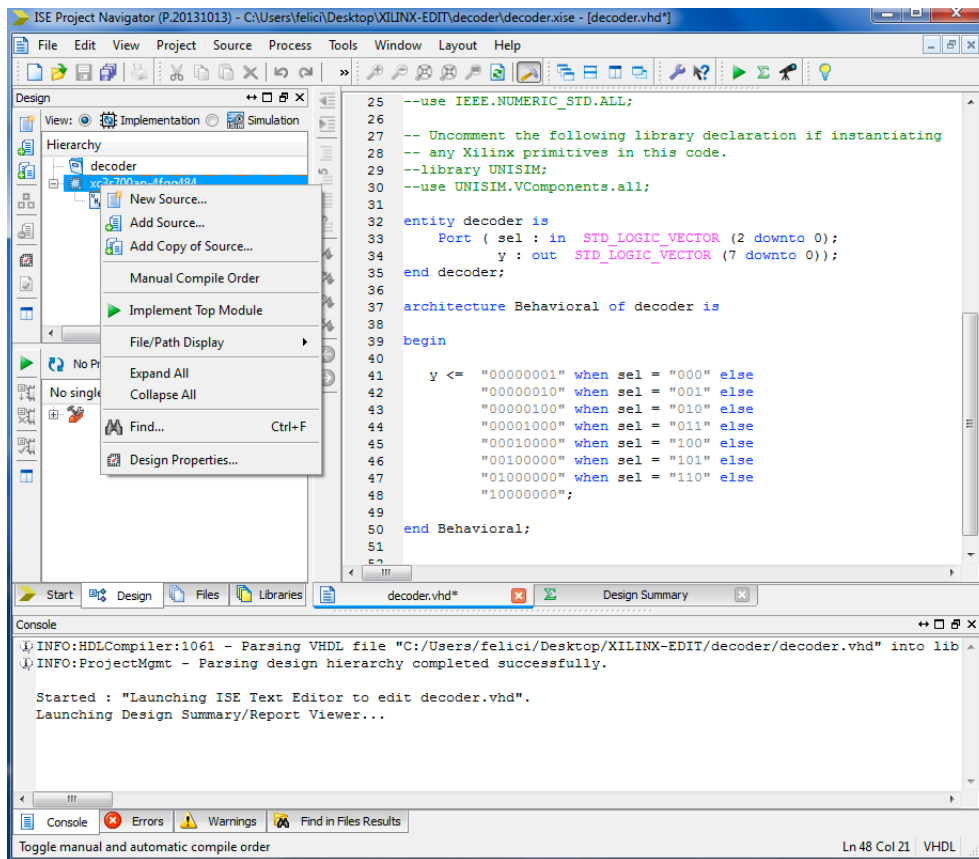 ISE Project Navigator (P.20131013) - C:\Users\felici\Desktop\XILINX-EDIT\decoder\decoder.xise - [decoder.vhd*]
File Edit View Project Source Process Tools Window Layout Help
Design
View: Implementation Simulation
Hierarchy
decoder
xc3s700an-4fgg484
New Source...
Add Source...
Add Copy of Source...
Manual Compile Order
Implement Top Module
File/Path Display
Expand All
Collapse All
Find... Ctrl+F
Design Properties...
No Pr
No single
25 --use IEEE.NUMERIC_STD.ALL;
26
27 -- Uncomment the following library declaration if instantiating
28 -- any Xilinx primitives in this code.
29 --library UNISIM;
30 --use UNISIM.VComponents.all;
31
32 entity decoder is
33 Port ( sel : in STD_LOGIC_VECTOR (2 downto 0);
34 y : out STD_LOGIC_VECTOR (7 downto 0));
35 end decoder;
36
37 architecture Behavioral of decoder is
38
39 begin
40
41 y <= "00000001" when sel = "000" else
42 "00000010" when sel = "001" else
43 "00000100" when sel = "010" else
44 "00001000" when sel = "011" else
45 "00010000" when sel = "100" else
46 "00100000" when sel = "101" else
47 "01000000" when sel = "110" else
48 "10000000";
49
50 end Behavioral;
51
52
Start Design Files Libraries
decoder.vhd* Design Summary
Console
INFO:HDLCompiler:1061 - Parsing VHDL file "C:/Users/felici/Desktop/XILINX-EDIT/decoder/decoder.vhd" into lib
INFO:ProjectMgmt - Parsing design hierarchy completed successfully.
Started : "Launching ISE Text Editor to edit decoder.vhd".
Launching Design Summary/Report Viewer...
Console Errors Warnings Find in Files Results
Toggle manual and automatic compile order
Ln 48 Col 21 VHDL